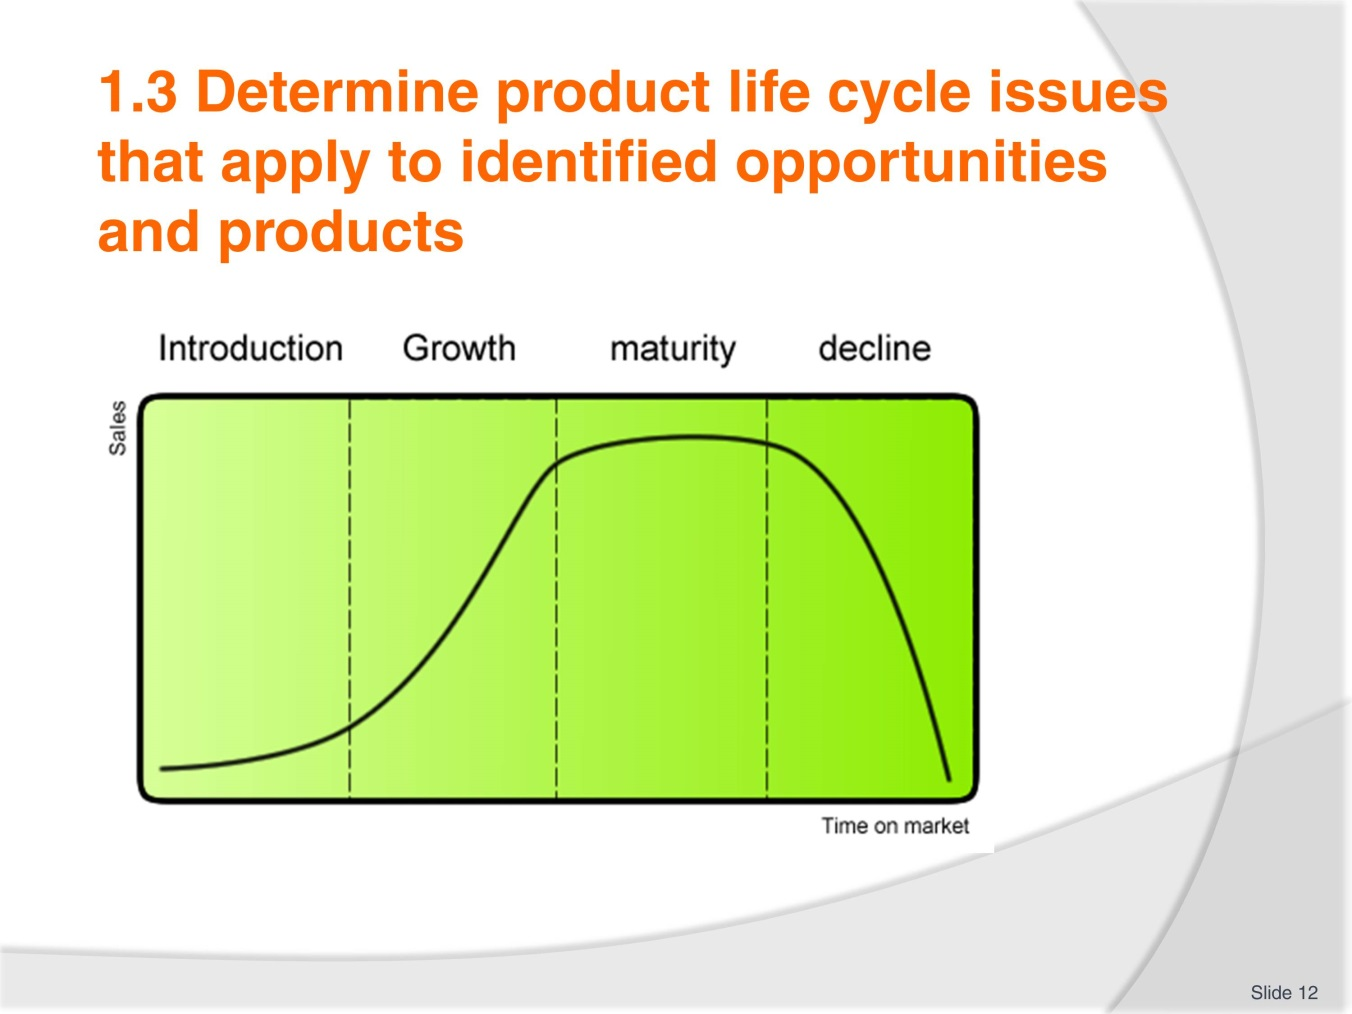 1.3 Determine product life cycle issues
that apply to identified opportunities
and products
Introduction Growth maturity decline
Sales
Time on market
Slide 12